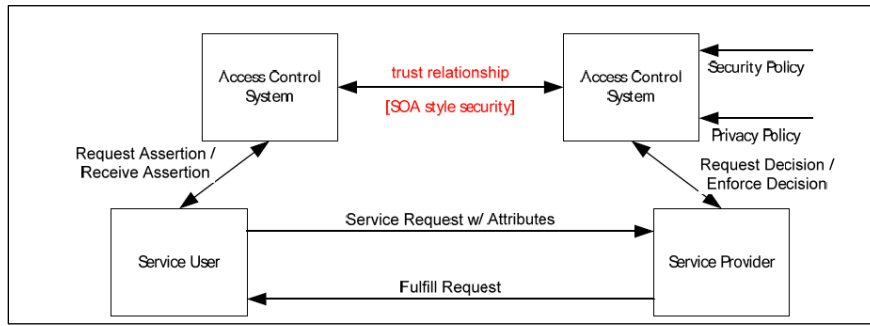 Access Control
System
trust relationship
[SOA style security]
Access Control
System
Security Policy
Privacy Policy
Request Assertion /
Receive Assertion
Request Decision /
Enforce Decision
Service User
Service Request w/ Attributes
Service Provider
Fulfill Request